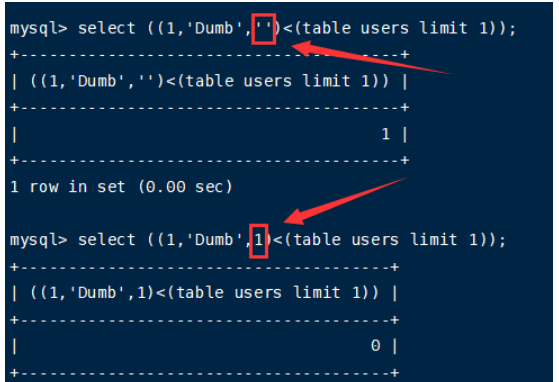 mysql> select ((1,'Dumb','')<(table users limit 1));
+-----------------------------------------+
| ((1,'Dumb','')<(table users limit 1)) |
+-----------------------------------------+
| 1 |
+-----------------------------------------+
1 row in set (0.00 sec)
mysql> select ((1,'Dumb',1)<(table users limit 1));
+----------------------------------------+
| ((1,'Dumb',1)<(table users limit 1)) |
+----------------------------------------+
| 0 |
+----------------------------------------+